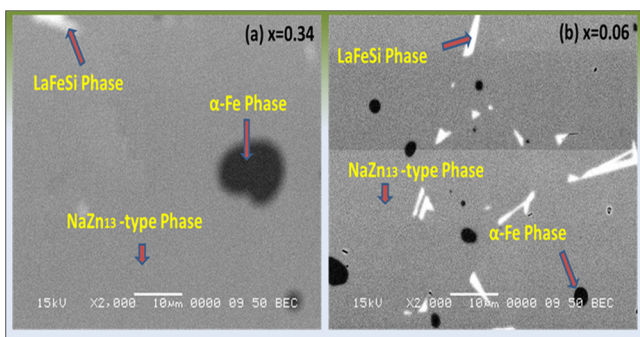 (a) x=0.34
LaFeSi Phase
α-Fe Phase
NaZn₁₃ -type Phase
15kV X2,000 10μm 0000 09 50 BEC
(b) x=0.06
LaFeSi Phase
NaZn₁₃ -type Phase
α-Fe Phase
15kV X2,000 10μm 0000 09 50 BEC